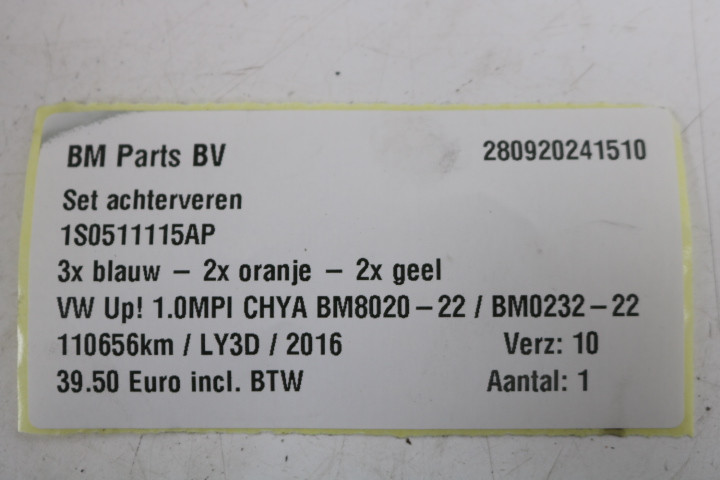 BM Parts BV 280920241510
Set achterveren
1S0511115AP
3x blauw – 2x oranje – 2x geel
VW Up! 1.0MPI CHYA BM8020–22 / BM0232–22
110656km / LY3D / 2016 Verz: 10
39.50 Euro incl. BTW Aantal: 1